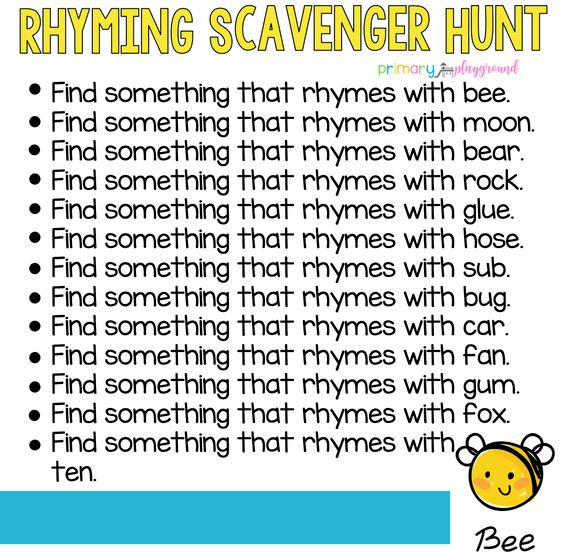 RHYMING SCAVENGER HUNT
primary playground
• Find something that rhymes with bee.
• Find something that rhymes with moon.
• Find something that rhymes with bear.
• Find something that rhymes with rock.
• Find something that rhymes with glue.
• Find something that rhymes with hose.
• Find something that rhymes with sub.
• Find something that rhymes with bug.
• Find something that rhymes with car.
• Find something that rhymes with fan.
• Find something that rhymes with gum.
• Find something that rhymes with fox.
• Find something that rhymes with
ten.
Bee